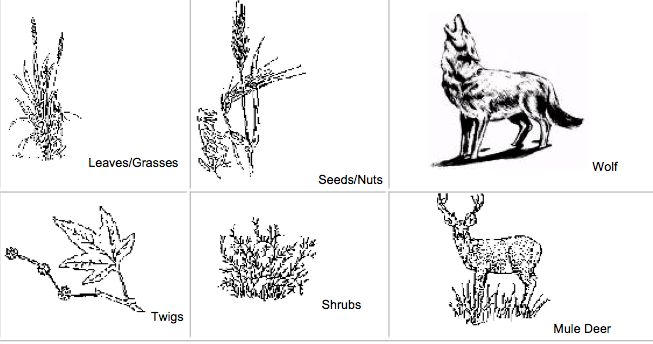 Leaves/Grasses
Seeds/Nuts
Wolf
Twigs
Shrubs
Mule Deer